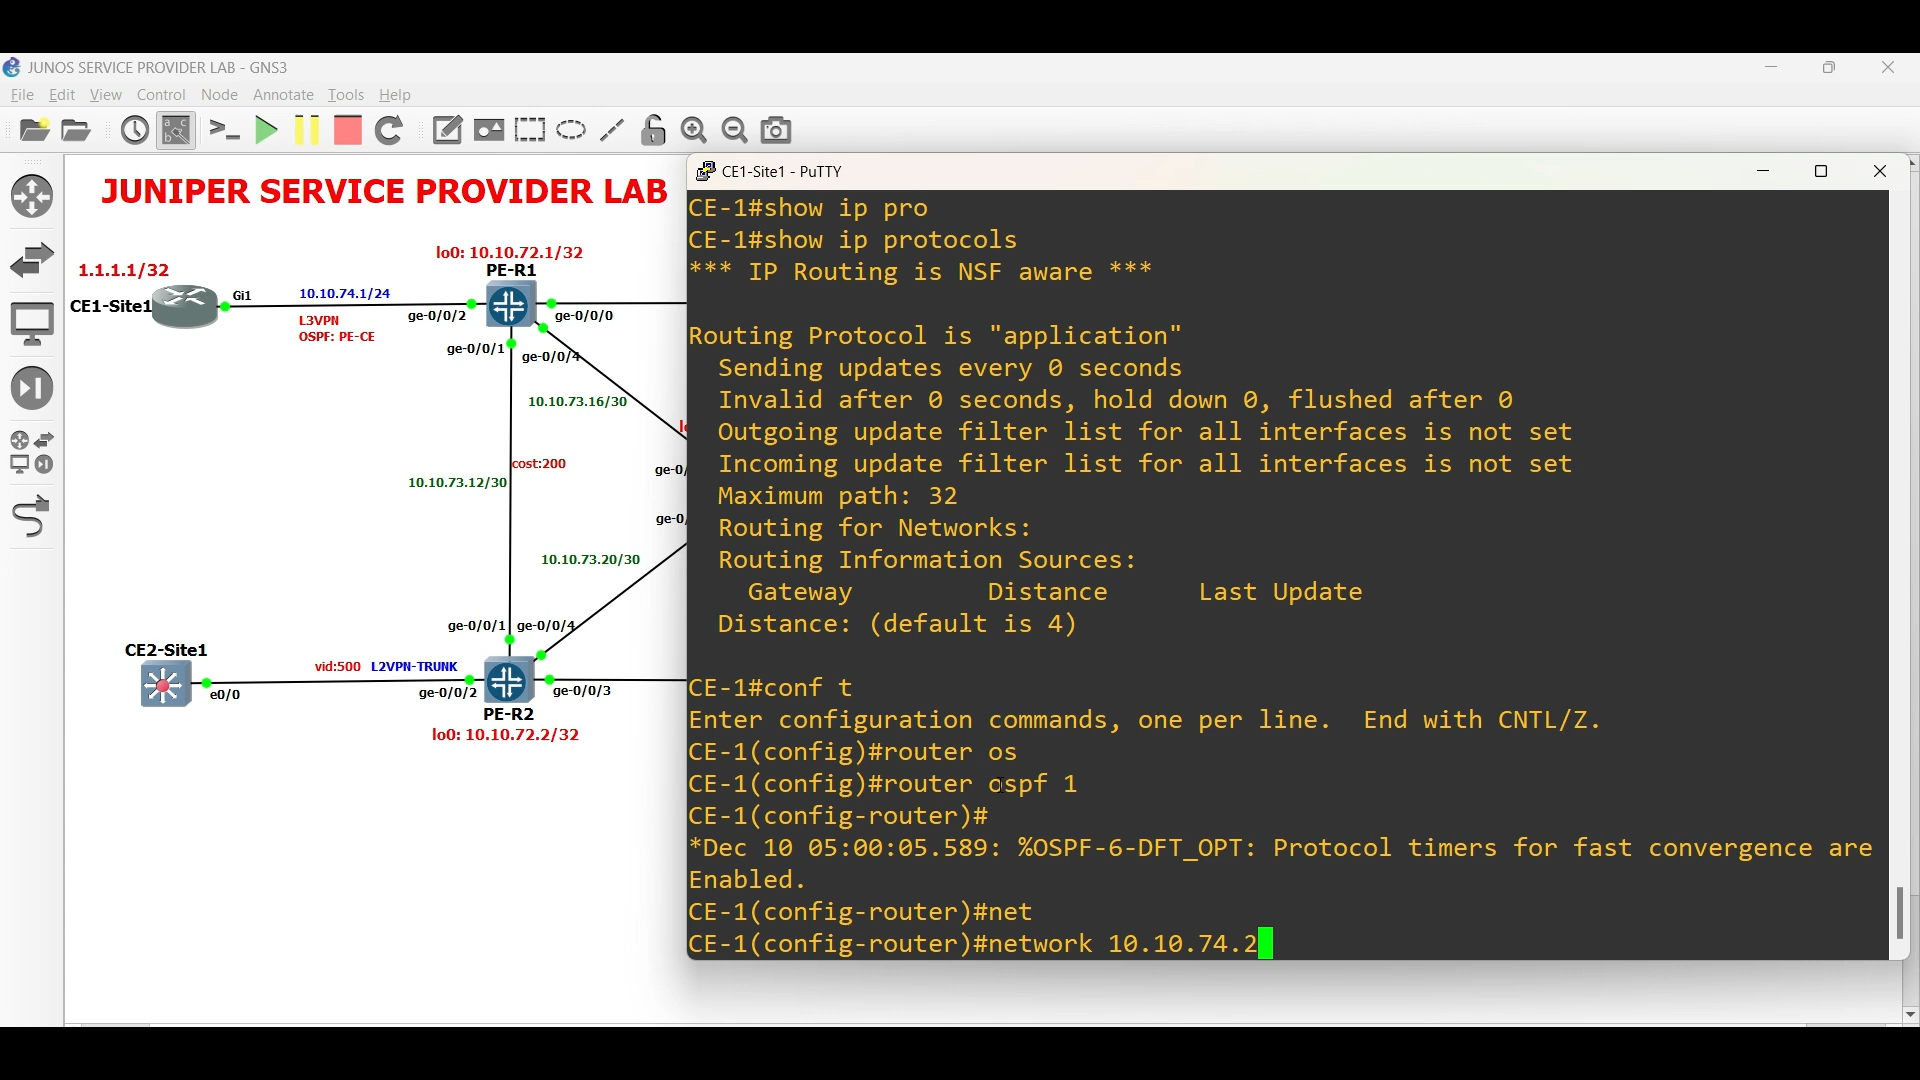 JUNOS SERVICE PROVIDER LAB - GNS3
File Edit View Control Node Annotate Tools Help
JUNIPER SERVICE PROVIDER LAB
lo0: 10.10.72.1/32
PE-R1
1.1.1.1/32
CE1-Site1
Gi1
10.10.74.1/24
L3VPN
OSPF: PE-CE
ge-0/0/2
ge-0/0/0
ge-0/0/1
ge-0/0/4
10.10.73.16/30
cost:200
10.10.73.12/30
10.10.73.20/30
ge-0/0/1
ge-0/0/4
CE2-Site1
vid:500 L2VPN-TRUNK
e0/0
ge-0/0/2
ge-0/0/3
PE-R2
lo0: 10.10.72.2/32
CE1-Site1 - PuTTY
CE-1#show ip pro
CE-1#show ip protocols
*** IP Routing is NSF aware ***
Routing Protocol is "application"
Sending updates every 0 seconds
Invalid after 0 seconds, hold down 0, flushed after 0
Outgoing update filter list for all interfaces is not set
Incoming update filter list for all interfaces is not set
Maximum path: 32
Routing for Networks:
Routing Information Sources:
Gateway Distance Last Update
Distance: (default is 4)
CE-1#conf t
Enter configuration commands, one per line. End with CNTL/Z.
CE-1(config)#router os
CE-1(config)#router ospf 1
CE-1(config-router)#
*Dec 10 05:00:05.589: %OSPF-6-DFT_OPT: Protocol timers for fast convergence are
Enabled.
CE-1(config-router)#net
CE-1(config-router)#network 10.10.74.2